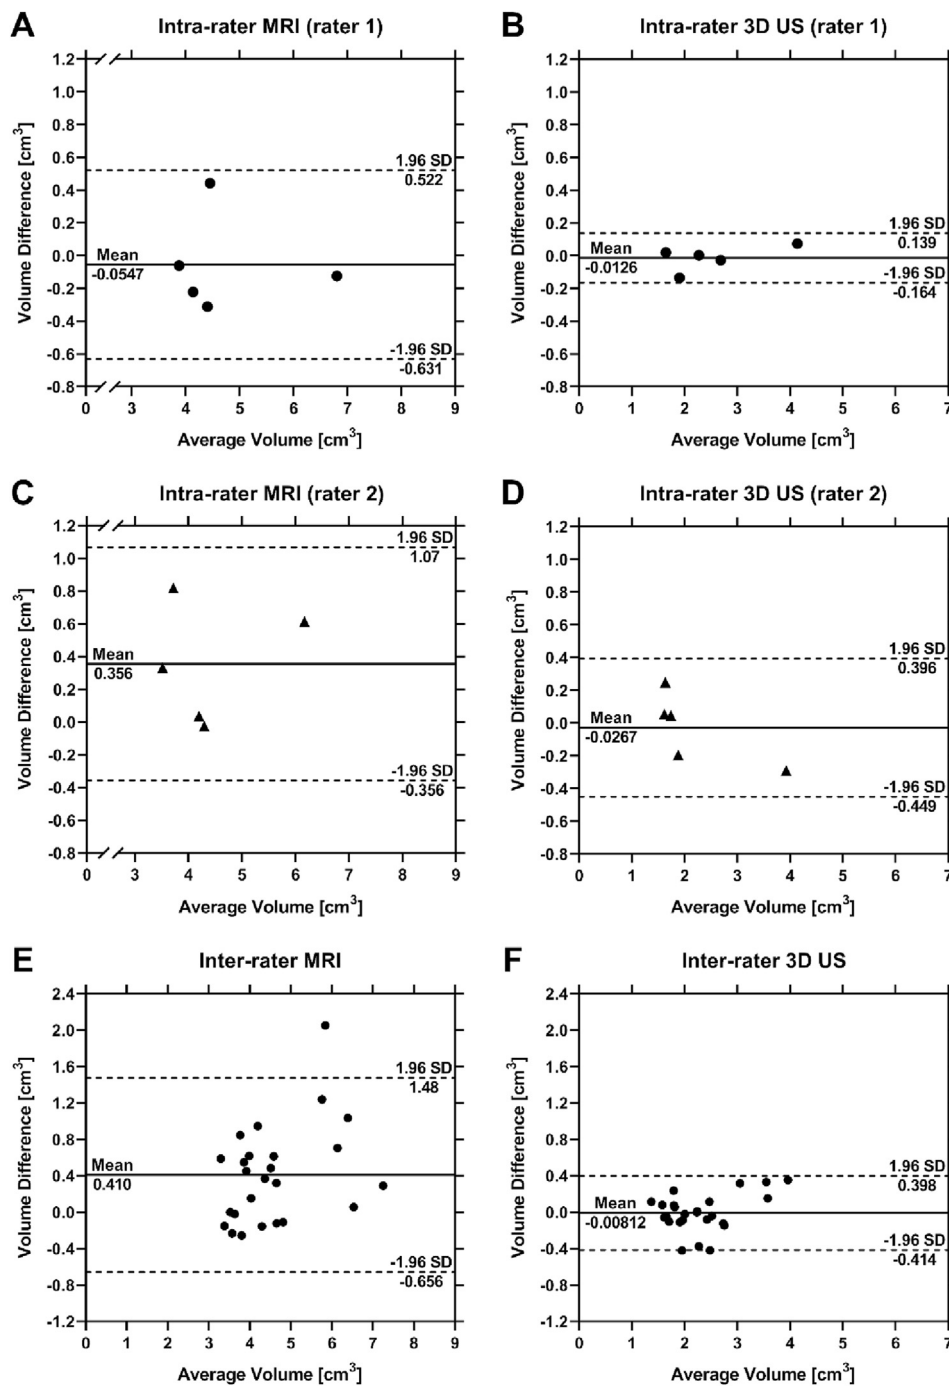 A
Intra-rater MRI (rater 1)
Volume Difference [cm³]
1.2
1.0
0.8
0.6
0.4
0.2
0.0
-0.2
-0.4
-0.6
-0.8
1.96 SD
0.522
Mean
-0.0547
-1.96 SD
-0.631
0 3 4 5 6 7 8 9
Average Volume [cm³]
B
Intra-rater 3D US (rater 1)
Volume Difference [cm³]
1.2
1.0
0.8
0.6
0.4
0.2
0.0
-0.2
-0.4
-0.6
-0.8
1.96 SD
0.139
Mean
-0.0126
-1.96 SD
-0.164
0 1 2 3 4 5 6 7
Average Volume [cm³]
C
Intra-rater MRI (rater 2)
Volume Difference [cm³]
1.2
1.0
0.8
0.6
0.4
0.2
0.0
-0.2
-0.4
-0.6
-0.8
1.96 SD
1.07
Mean
0.356
-1.96 SD
-0.356
0 3 4 5 6 7 8 9
Average Volume [cm³]
D
Intra-rater 3D US (rater 2)
Volume Difference [cm³]
1.2
1.0
0.8
0.6
0.4
0.2
0.0
-0.2
-0.4
-0.6
-0.8
1.96 SD
0.396
Mean
-0.0267
-1.96 SD
-0.449
0 1 2 3 4 5 6 7
Average Volume [cm³]
E
Inter-rater MRI
Volume Difference [cm³]
2.4
2.0
1.6
1.2
0.8
0.4
0.0
-0.4
-0.8
-1.2
1.96 SD
1.48
Mean
0.410
-1.96 SD
-0.656
0 1 2 3 4 5 6 7 8 9
Average Volume [cm³]
F
Inter-rater 3D US
Volume Difference [cm³]
2.4
2.0
1.6
1.2
0.8
0.4
0.0
-0.4
-0.8
-1.2
1.96 SD
0.398
Mean
-0.00812
-1.96 SD
-0.414
0 1 2 3 4 5 6 7
Average Volume [cm³]